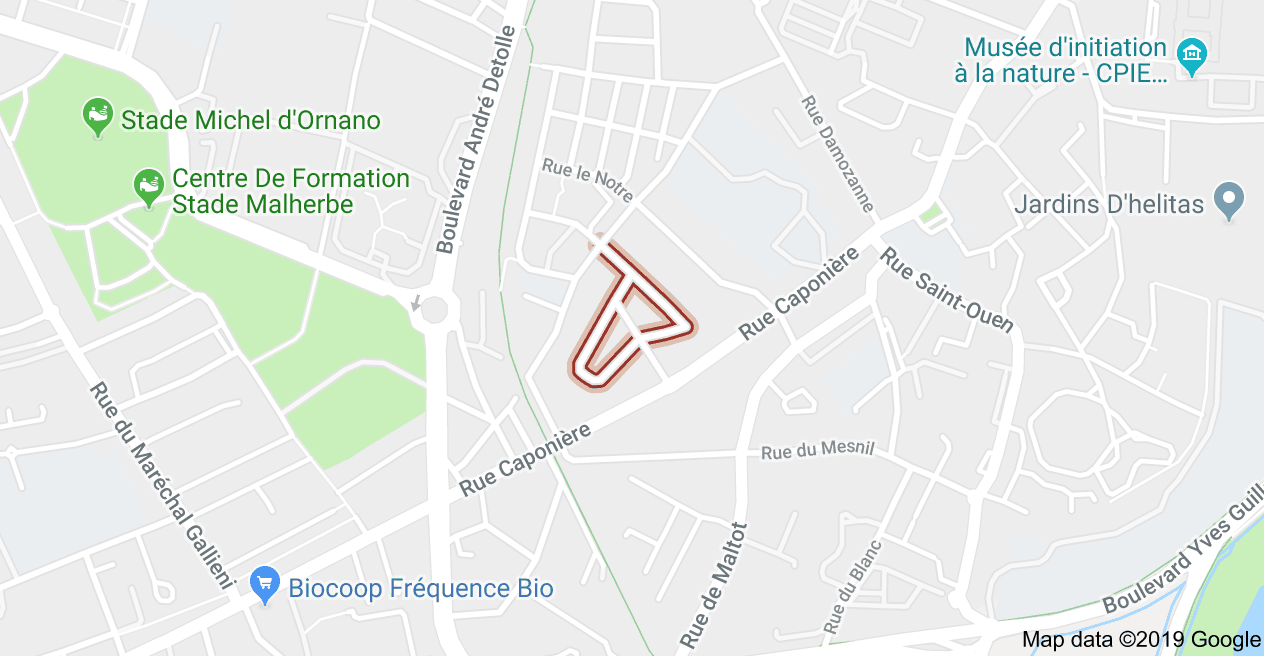 Musée d'initiation
à la nature - CPIE...
Stade Michel d'Ornano
Boulevard André Detolle
Rue Damozanne
Rue le Notre
Centre De Formation
Stade Malherbe
Jardins D'helitas
Rue Caponière
Rue Saint-Ouen
Rue du Maréchal Gallieni
Rue Caponière
Rue du Mesnil
Boulevard Yves Guill
Rue de Maltot
Rue du Blanc
Biocoop Fréquence Bio
Map data ©2019 Google